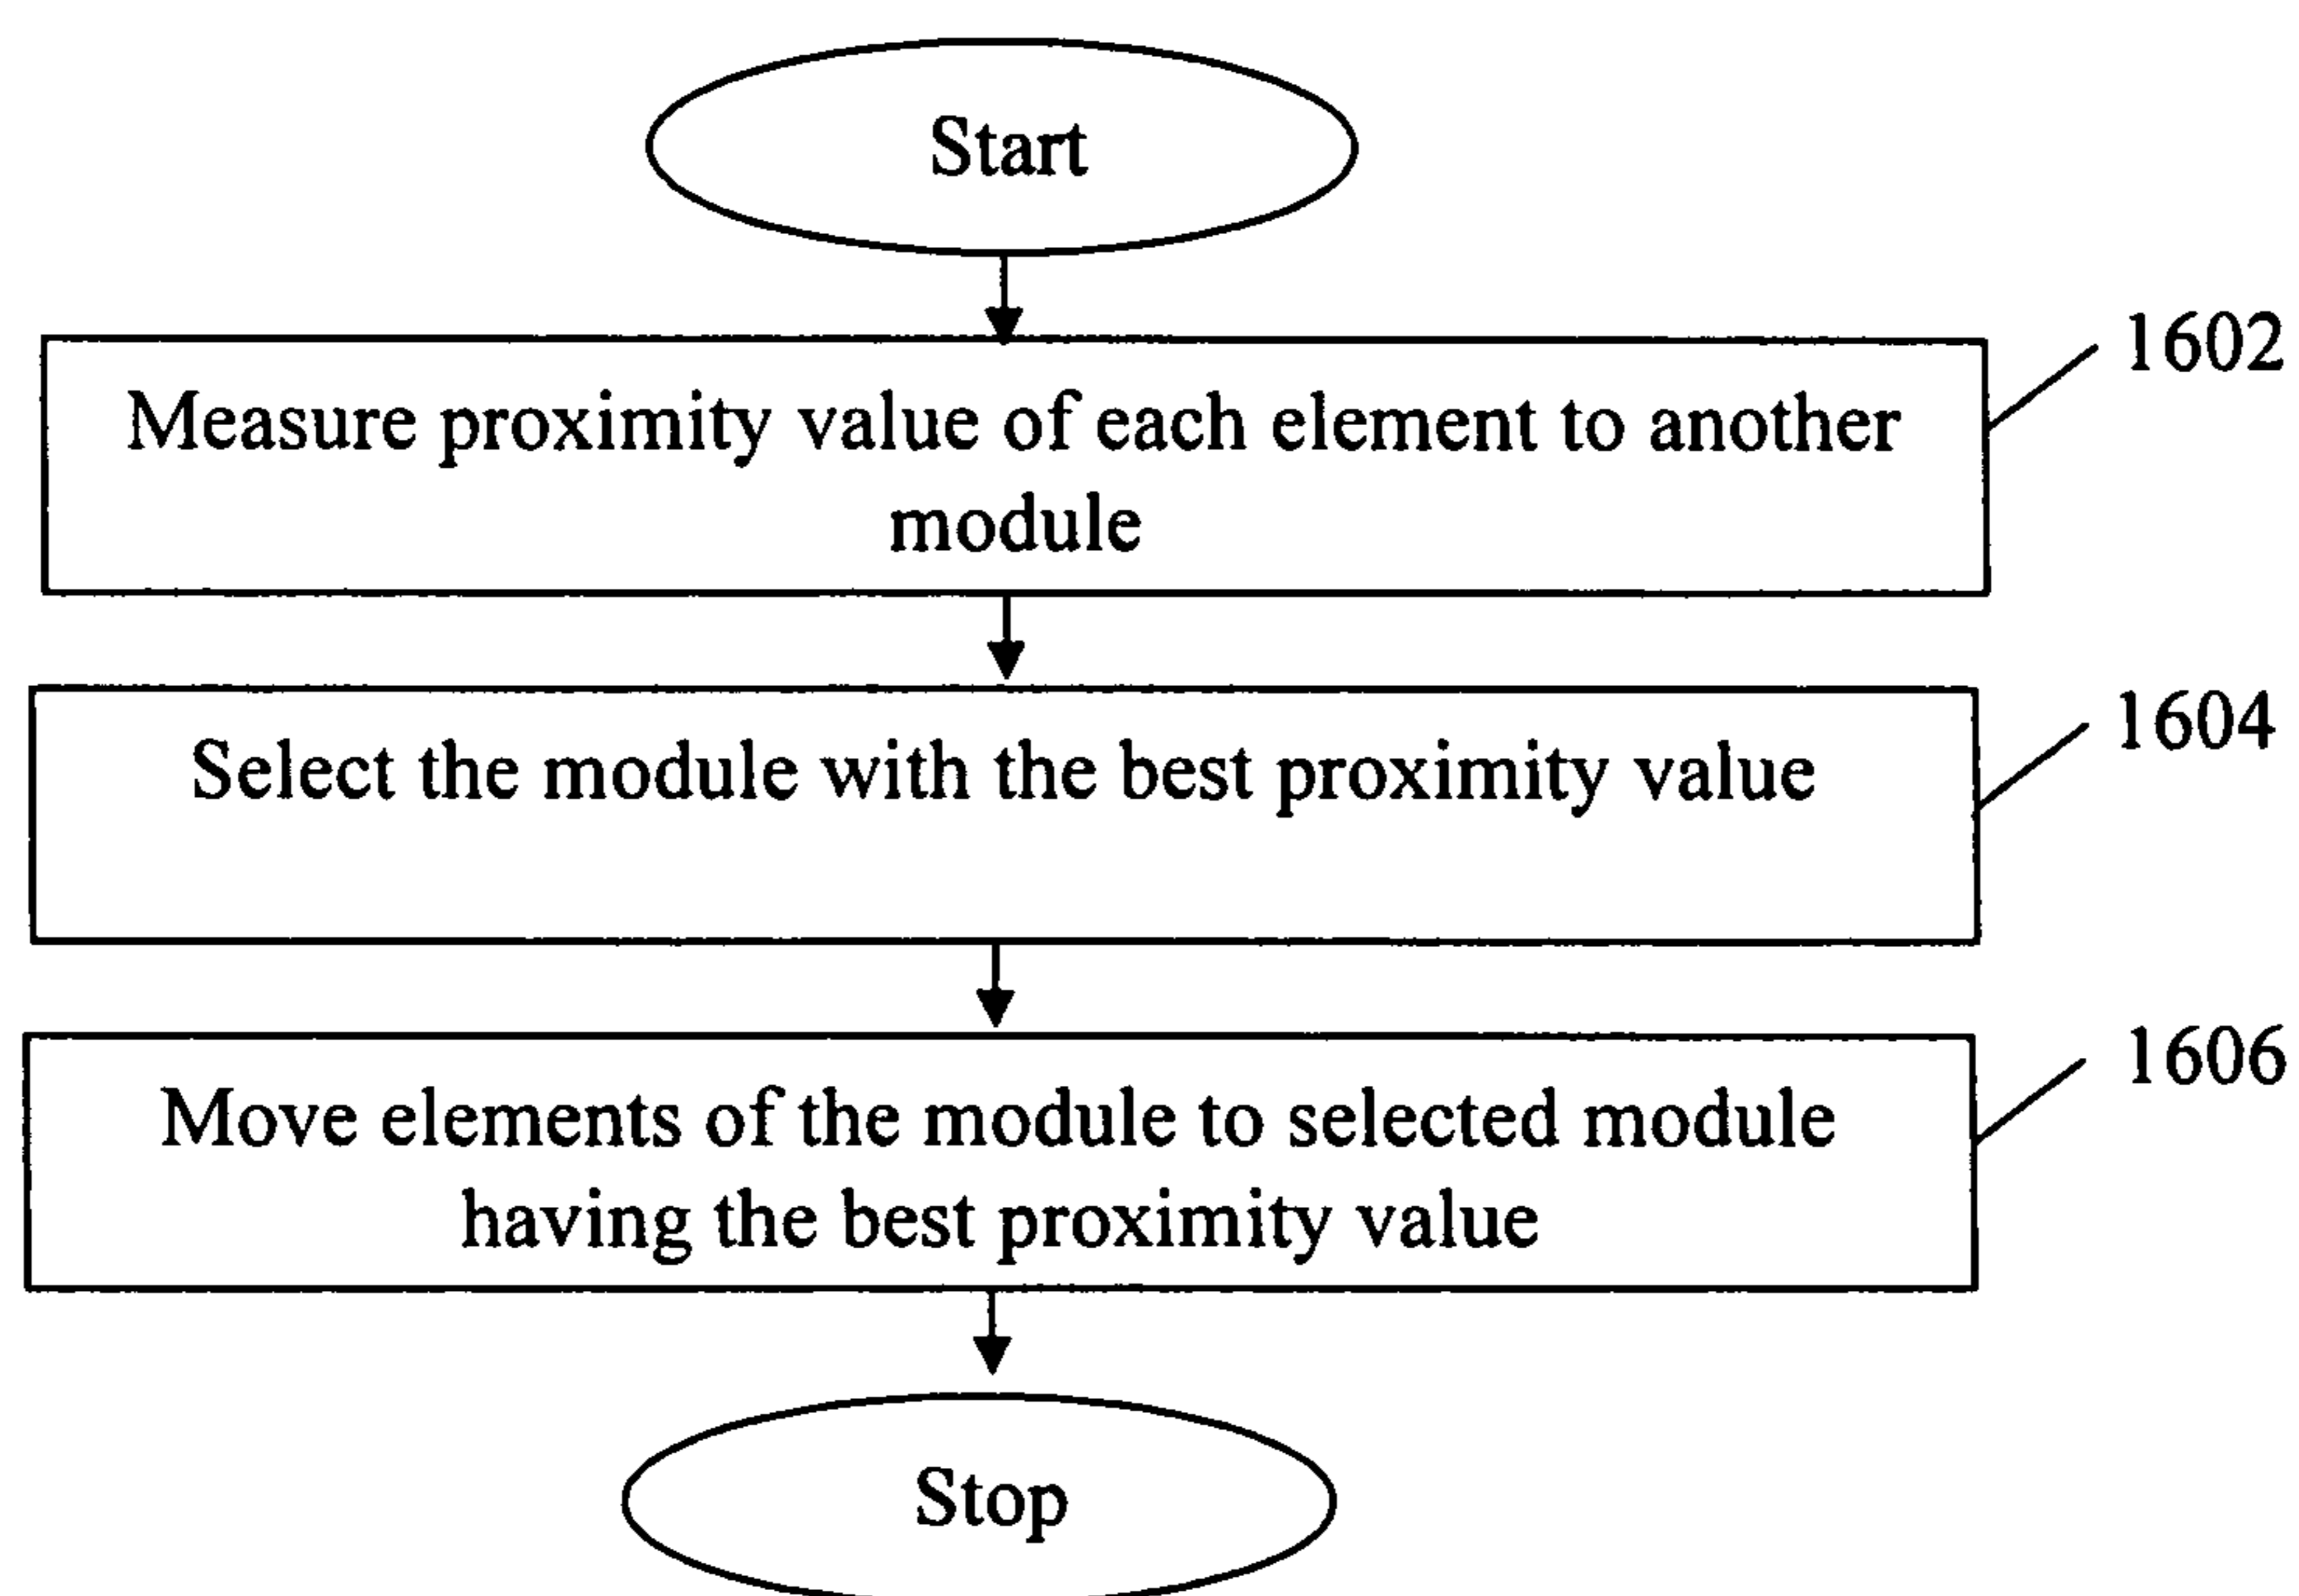 Start
1602
Measure proximity value of each element to another
module
1604
Select the module with the best proximity value
1606
Move elements of the module to selected module
having the best proximity value
Stop